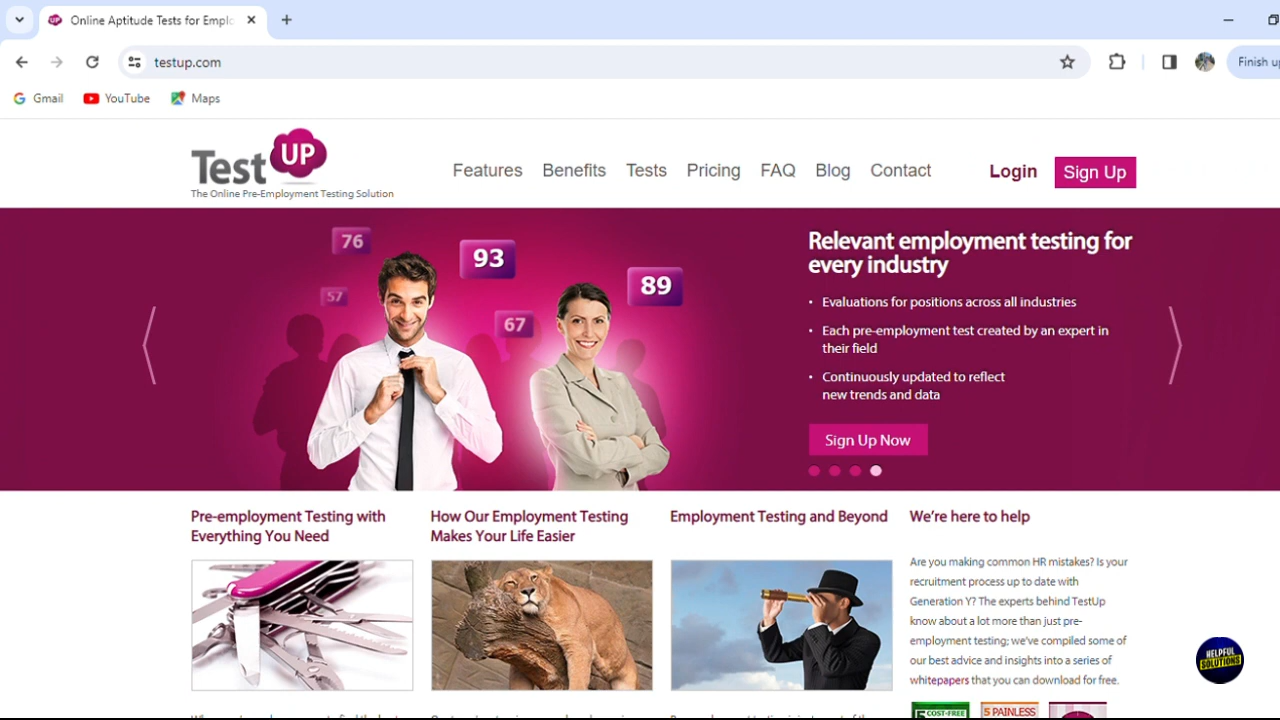 Online Aptitude Tests for Emplo
testup.com
Finish up
Gmail
YouTube
Maps
Test UP
The Online Pre-Employment Testing Solution
Features
Benefits
Tests
Pricing
FAQ
Blog
Contact
Login
Sign Up
76
93
89
57
67
Relevant employment testing for
every industry
• Evaluations for positions across all industries
• Each pre-employment test created by an expert in
their field
• Continuously updated to reflect
new trends and data
Sign Up Now
Pre-employment Testing with
Everything You Need
How Our Employment Testing
Makes Your Life Easier
Employment Testing and Beyond
We're here to help
Are you making common HR mistakes? Is your
recruitment process up to date with
Generation Y? The experts behind TestUp
know about a lot more than just pre-
employment testing; we've compiled some of
our best advice and insights into a series of
whitepapers that you can download for free.
HELPFUL
SOLUTIONS
5 COST-FREE
5 PAINLESS